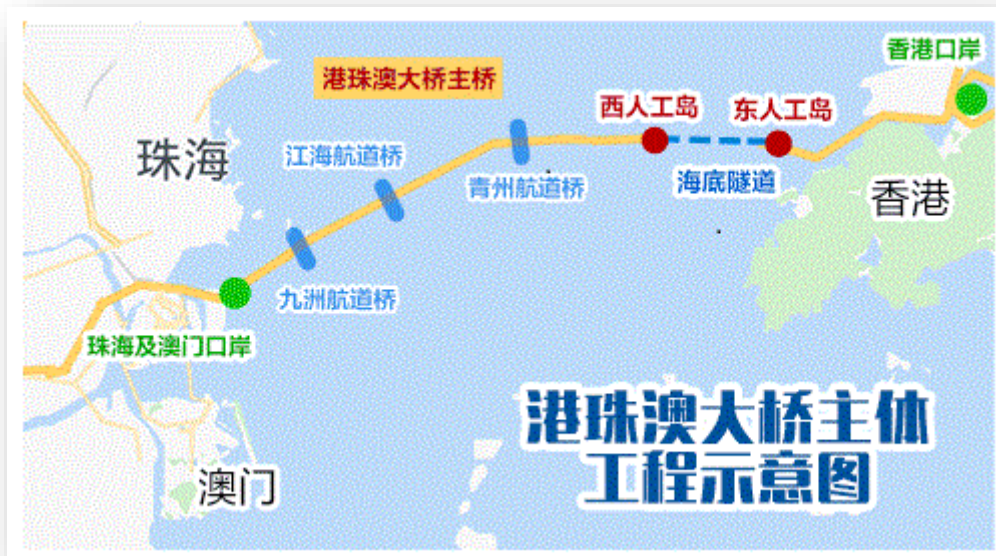 香港口岸
港珠澳大桥主桥
西人工岛
东人工岛
珠海
江海航道桥
青州航道桥
海底隧道
香港
九洲航道桥
珠海及澳门口岸
港珠澳大桥主体
工程示意图
澳门